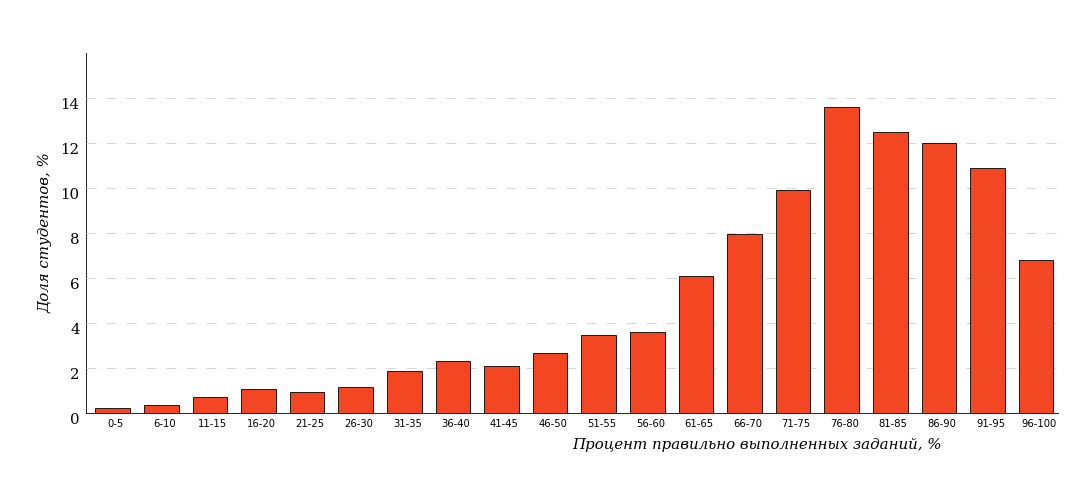 Доля студентов, %
14
12
10
8
6
4
2
0
0-5 6-10 11-15 16-20 21-25 26-30 31-35 36-40 41-45 46-50 51-55 56-60 61-65 66-70 71-75 76-80 81-85 86-90 91-95 96-100
Процент правильно выполненных заданий, %